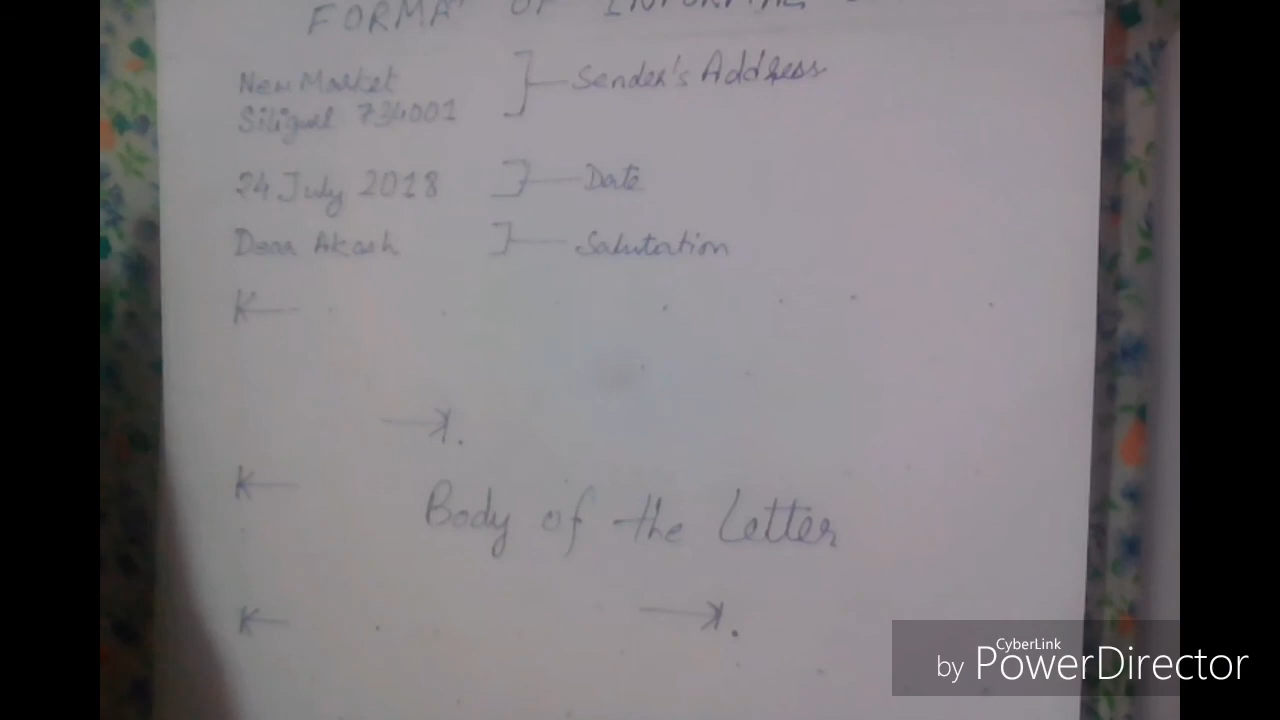 FORMAT OF INFORMAL
New Market
Siliguri 734001
Sender's Address
24 July 2018
Date
Dear Akash
Salutation
Body of the Letter
CyberLink
by PowerDirector